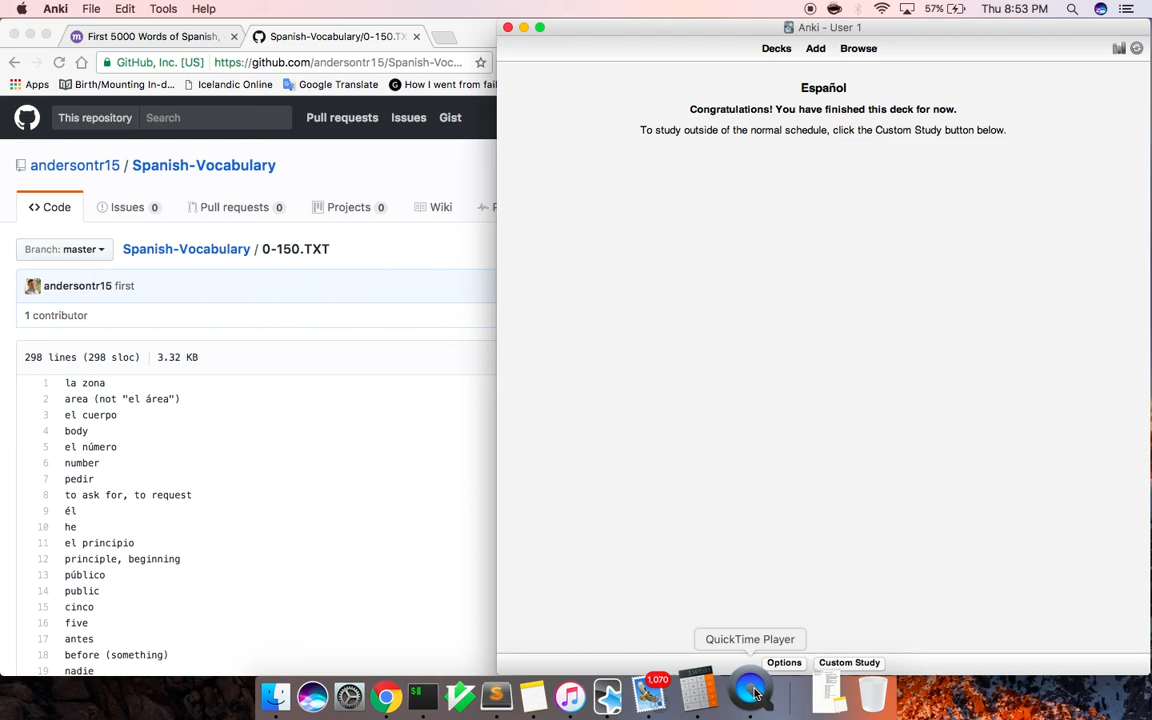 Anki File Edit Tools Help 57% Thu 8:53 PM
First 5000 Words of Spanish,
Spanish-Vocabulary/0-150.TX
GitHub, Inc. [US] https://github.com/andersontr15/Spanish-Voc...
Apps Birth/Mounting In-d... Icelandic Online Google Translate How I went from fail
This repository Search Pull requests Issues Gist
andersontr15 / Spanish-Vocabulary
<> Code Issues 0 Pull requests 0 Projects 0 Wiki
Branch: master Spanish-Vocabulary / 0-150.TXT
andersontr15 first
1 contributor
298 lines (298 sloc) 3.32 KB
1 la zona
2 area (not "el área")
3 el cuerpo
4 body
5 el número
6 number
7 pedir
8 to ask for, to request
9 él
10 he
11 el principio
12 principle, beginning
13 público
14 public
15 cinco
16 five
17 antes
18 before (something)
19 nadie
Anki - User 1
Decks Add Browse
Español
Congratulations! You have finished this deck for now.
To study outside of the normal schedule, click the Custom Study button below.
QuickTime Player
Options Custom Study
1,070